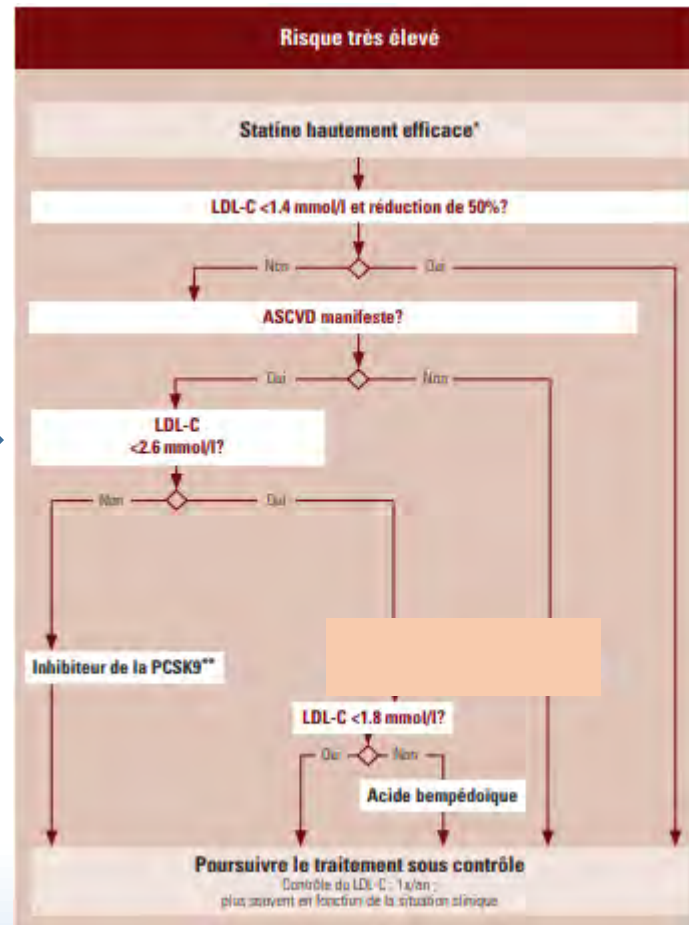 Risque très élevé
Statine hautement efficace*
LDL-C <1.4 mmol/l et réduction de 50%?
Non
Oui
ASCVD manifeste?
Oui
Non
LDL-C
<2.6 mmol/l?
Non
Oui
Inhibiteur de la PCSK9**
LDL-C <1.8 mmol/l?
Oui
Non
Acide bempédoïque
Poursuivre le traitement sous contrôle
Contrôle du LDL-C : 1x/an ;
plus souvent en fonction de la situation clinique